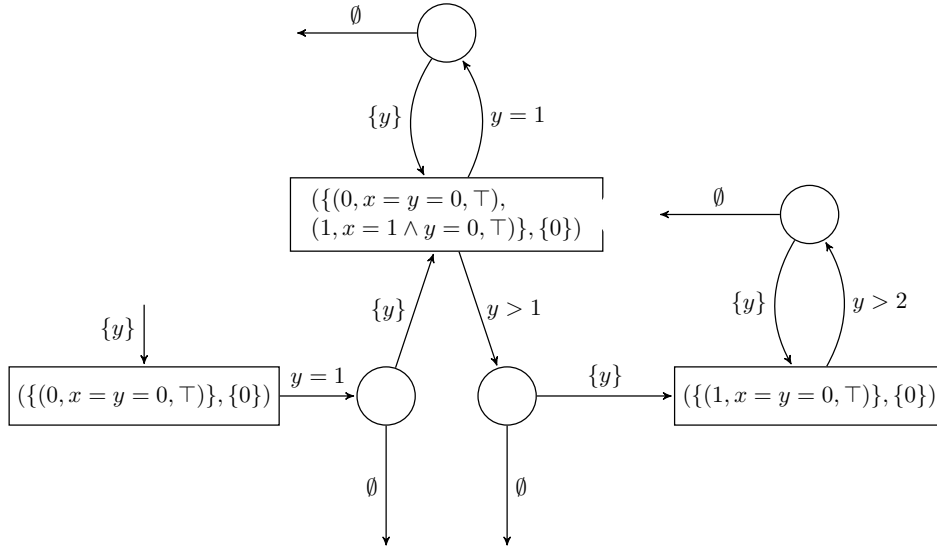 ∅
{y}
y = 1
({(0, x = y = 0, ⊤),
(1, x = 1 ∧ y = 0, ⊤)}, {0})
∅
{y}
y > 2
{y}
y > 1
{y}
({(0, x = y = 0, ⊤)}, {0})
y = 1
{y}
({(1, x = y = 0, ⊤)}, {0})
∅
∅